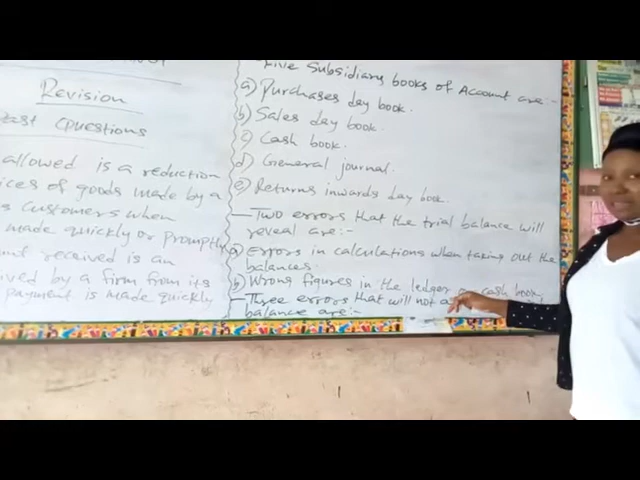 Revision
Past Questions
allowed is a reduction
ices of goods made by a
s customers when
made quickly or promptly
unt received is an
ived by a firm from its
payment is made quickly
Five Subsidiary books of Account are:-
a) Purchases day book.
b) Sales day book.
c) Cash book.
d) General journal.
e) Returns inwards day book.
— Two errors that the trial balance will
reveal are:-
a) Errors in calculations when taking out the
balances.
b) Wrong figures in the ledger or cash book
— Three errors that will not
balance are:-